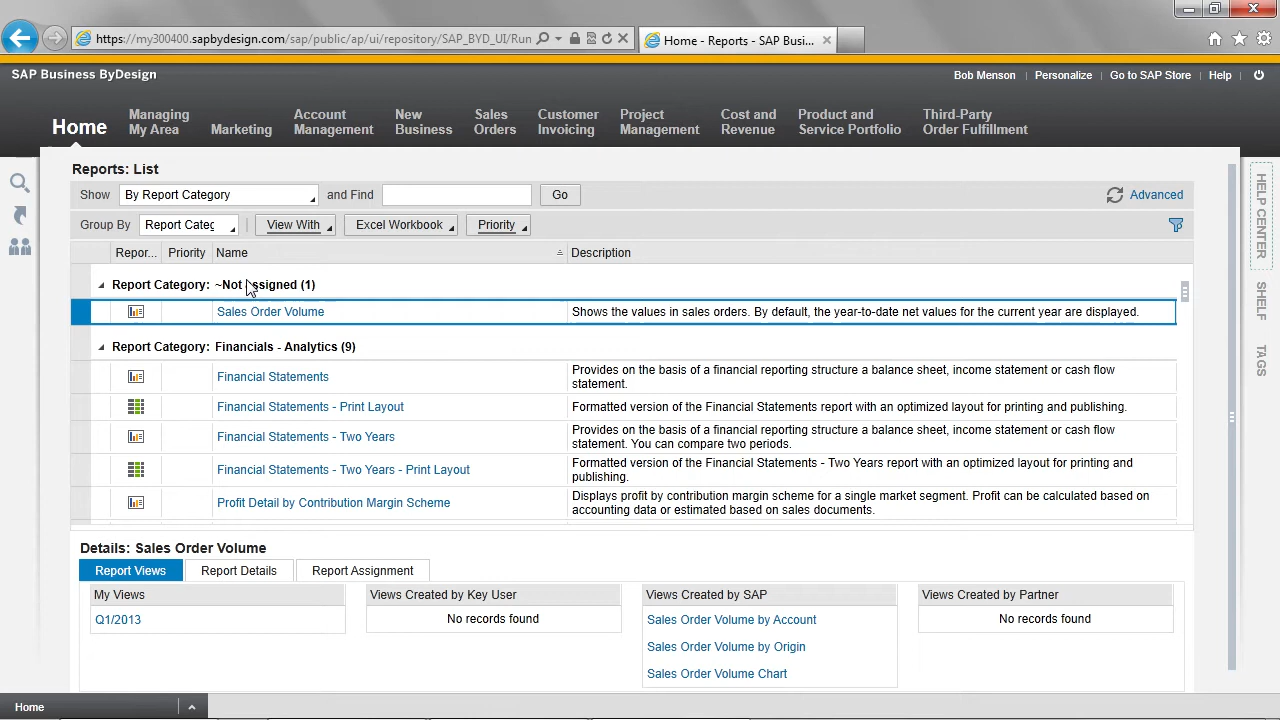 https://my300400.sapbydesign.com/sap/public/ap/ui/repository/SAP_BYD_UI/Run
Home - Reports - SAP Busi...
SAP Business ByDesign
Bob Menson | Personalize | Go to SAP Store | Help
Home
Managing My Area
Marketing
Account Management
New Business
Sales Orders
Customer Invoicing
Project Management
Cost and Revenue
Product and Service Portfolio
Third-Party Order Fulfillment
Reports: List
Show By Report Category and Find Go Advanced
Group By Report Categ View With Excel Workbook Priority
Repor... Priority Name Description
Report Category: ~Not Assigned (1)
Sales Order Volume Shows the values in sales orders. By default, the year-to-date net values for the current year are displayed.
Report Category: Financials - Analytics (9)
Financial Statements Provides on the basis of a financial reporting structure a balance sheet, income statement or cash flow
statement.
Financial Statements - Print Layout Formatted version of the Financial Statements report with an optimized layout for printing and publishing.
Financial Statements - Two Years Provides on the basis of a financial reporting structure a balance sheet, income statement or cash flow
statement. You can compare two periods.
Financial Statements - Two Years - Print Layout Formatted version of the Financial Statements - Two Years report with an optimized layout for printing and
publishing.
Profit Detail by Contribution Margin Scheme Displays profit by contribution margin scheme for a single market segment. Profit can be calculated based on
accounting data or estimated based on sales documents.
HELP CENTER
SHELF
TAGS
Details: Sales Order Volume
Report Views Report Details Report Assignment
My Views Views Created by Key User Views Created by SAP Views Created by Partner
Q1/2013 No records found Sales Order Volume by Account No records found
Sales Order Volume by Origin
Sales Order Volume Chart
Home